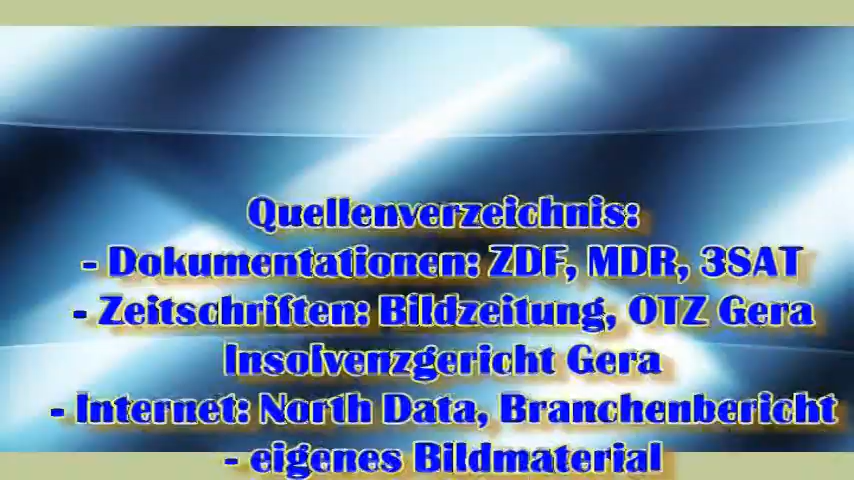 Quellenverzeichnis:
- Dokumentationen: ZDF, MDR, 3SAT
- Zeitschriften: Bildzeitung, OTZ Gera
Insolvenzgericht Gera
- Internet: North Data, Branchenbericht
- eigenes Bildmaterial